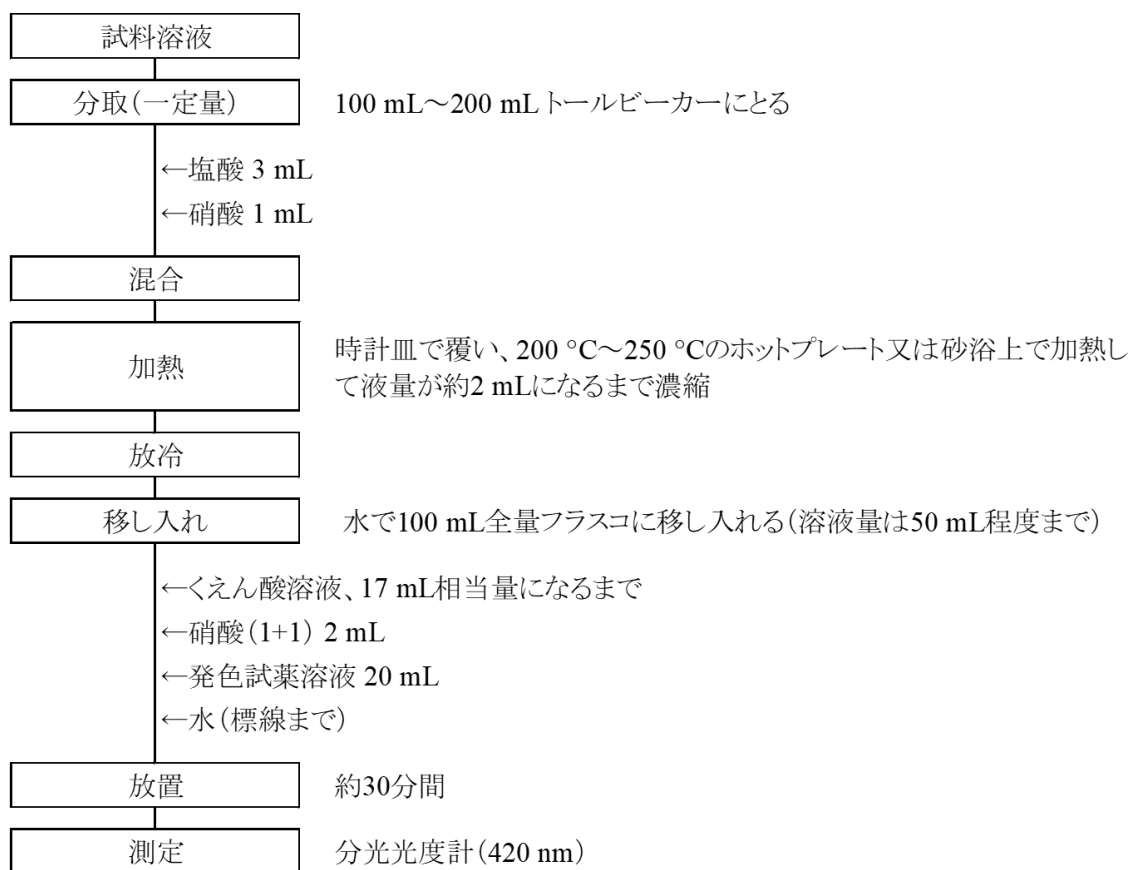 試料溶液
分取(一定量)
100 mL～200 mL トールビーカーにとる
←塩酸 3 mL
←硝酸 1 mL
混合
加熱
時計皿で覆い、200 °C～250 °Cのホットプレート又は砂浴上で加熱し
て液量が約2 mLになるまで濃縮
放冷
移し入れ
水で100 mL全量フラスコに移し入れる(溶液量は50 mL程度まで)
←くえん酸溶液、17 mL相当量になるまで
←硝酸(1+1) 2 mL
←発色試薬溶液 20 mL
←水(標線まで)
放置
約30分間
測定
分光光度計(420 nm)